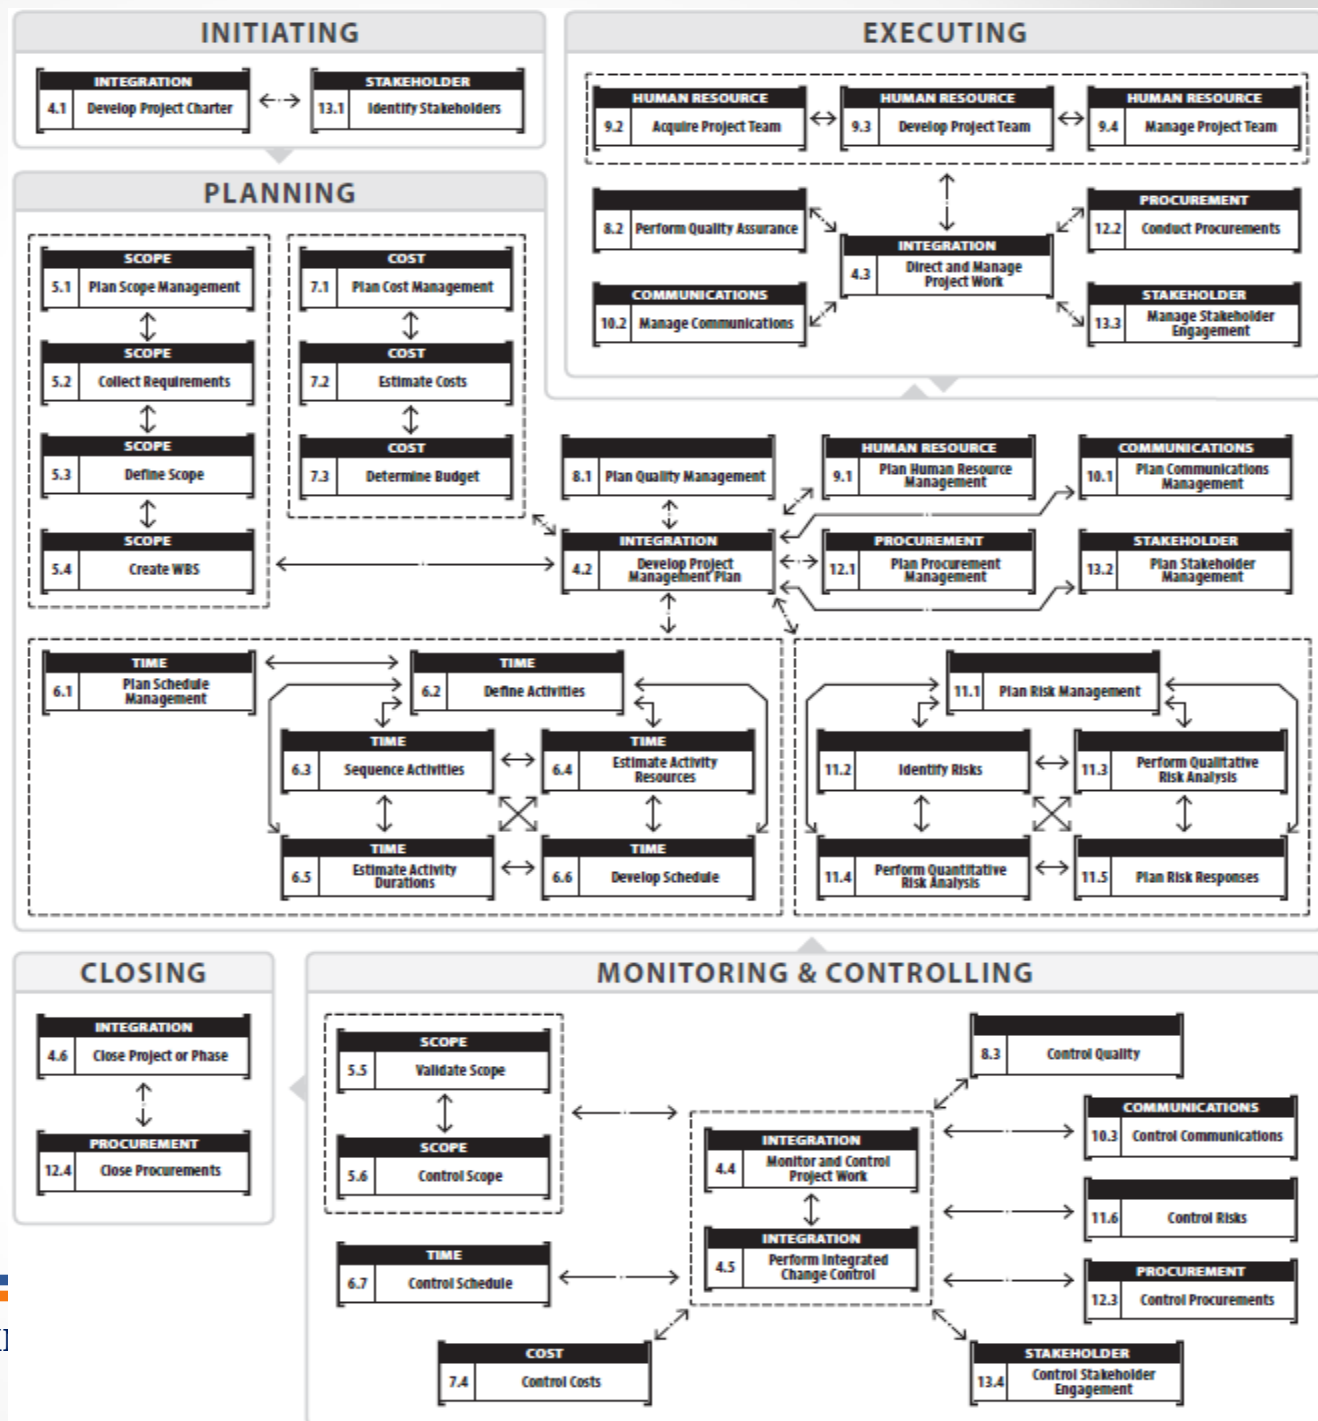 INITIATING
INTEGRATION
4.1 Develop Project Charter
STAKEHOLDER
13.1 Identify Stakeholders
EXECUTING
HUMAN RESOURCE
9.2 Acquire Project Team
HUMAN RESOURCE
9.3 Develop Project Team
HUMAN RESOURCE
9.4 Manage Project Team
8.2 Perform Quality Assurance
PROCUREMENT
12.2 Conduct Procurements
INTEGRATION
4.3 Direct and Manage
Project Work
COMMUNICATIONS
10.2 Manage Communications
STAKEHOLDER
13.3 Manage Stakeholder
Engagement
PLANNING
SCOPE
5.1 Plan Scope Management
SCOPE
5.2 Collect Requirements
SCOPE
5.3 Define Scope
SCOPE
5.4 Create WBS
COST
7.1 Plan Cost Management
COST
7.2 Estimate Costs
COST
7.3 Determine Budget
8.1 Plan Quality Management
HUMAN RESOURCE
9.1 Plan Human Resource
Management
COMMUNICATIONS
10.1 Plan Communications
Management
INTEGRATION
4.2 Develop Project
Management Plan
PROCUREMENT
12.1 Plan Procurement
Management
STAKEHOLDER
13.2 Plan Stakeholder
Management
TIME
6.1 Plan Schedule
Management
TIME
6.2 Define Activities
TIME
6.3 Sequence Activities
TIME
6.4 Estimate Activity
Resources
TIME
6.5 Estimate Activity
Durations
TIME
6.6 Develop Schedule
11.1 Plan Risk Management
11.2 Identify Risks
11.3 Perform Qualitative
Risk Analysis
11.4 Perform Quantitative
Risk Analysis
11.5 Plan Risk Responses
CLOSING
INTEGRATION
4.6 Close Project or Phase
PROCUREMENT
12.4 Close Procurements
MONITORING & CONTROLLING
SCOPE
5.5 Validate Scope
SCOPE
5.6 Control Scope
TIME
6.7 Control Schedule
COST
7.4 Control Costs
INTEGRATION
4.4 Monitor and Control
Project Work
INTEGRATION
4.5 Perform Integrated
Change Control
8.3 Control Quality
COMMUNICATIONS
10.3 Control Communications
11.6 Control Risks
PROCUREMENT
12.3 Control Procurements
STAKEHOLDER
13.4 Control Stakeholder
Engagement